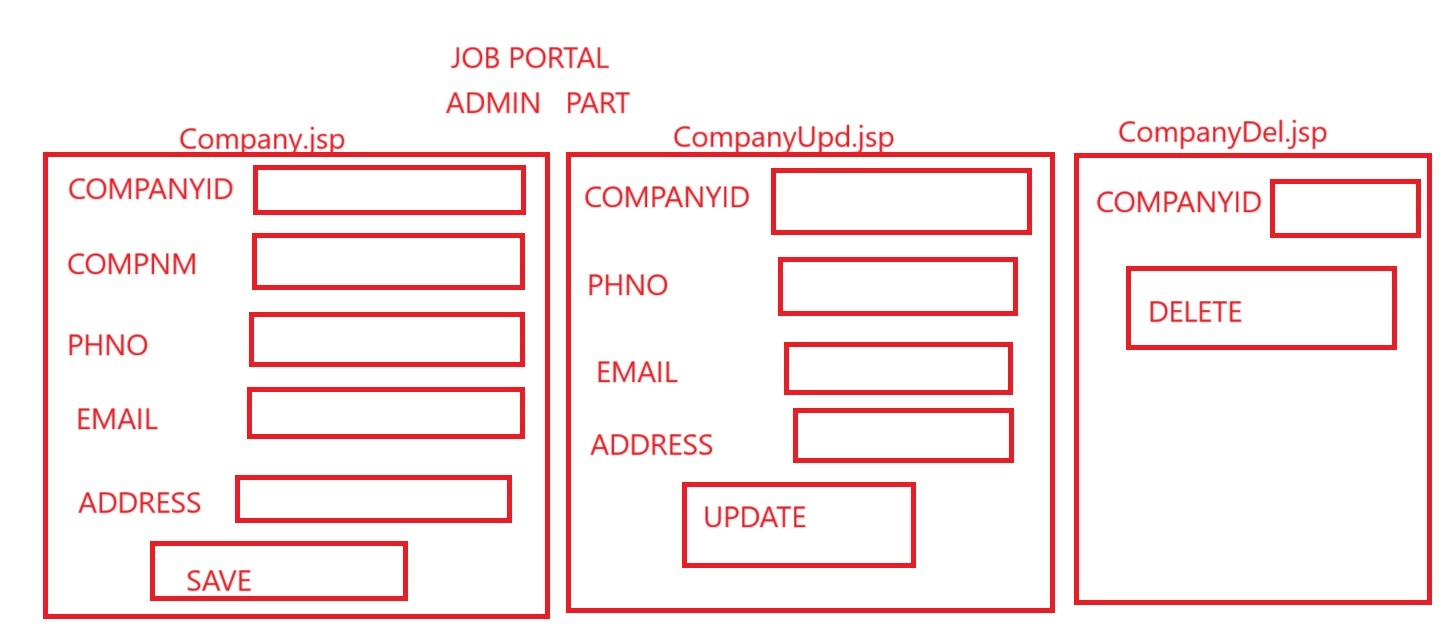 JOB PORTAL
ADMIN PART
Company.jsp
COMPANYID
COMPNM
PHNO
EMAIL
ADDRESS
SAVE
CompanyUpd.jsp
COMPANYID
PHNO
EMAIL
ADDRESS
UPDATE
CompanyDel.jsp
COMPANYID
DELETE